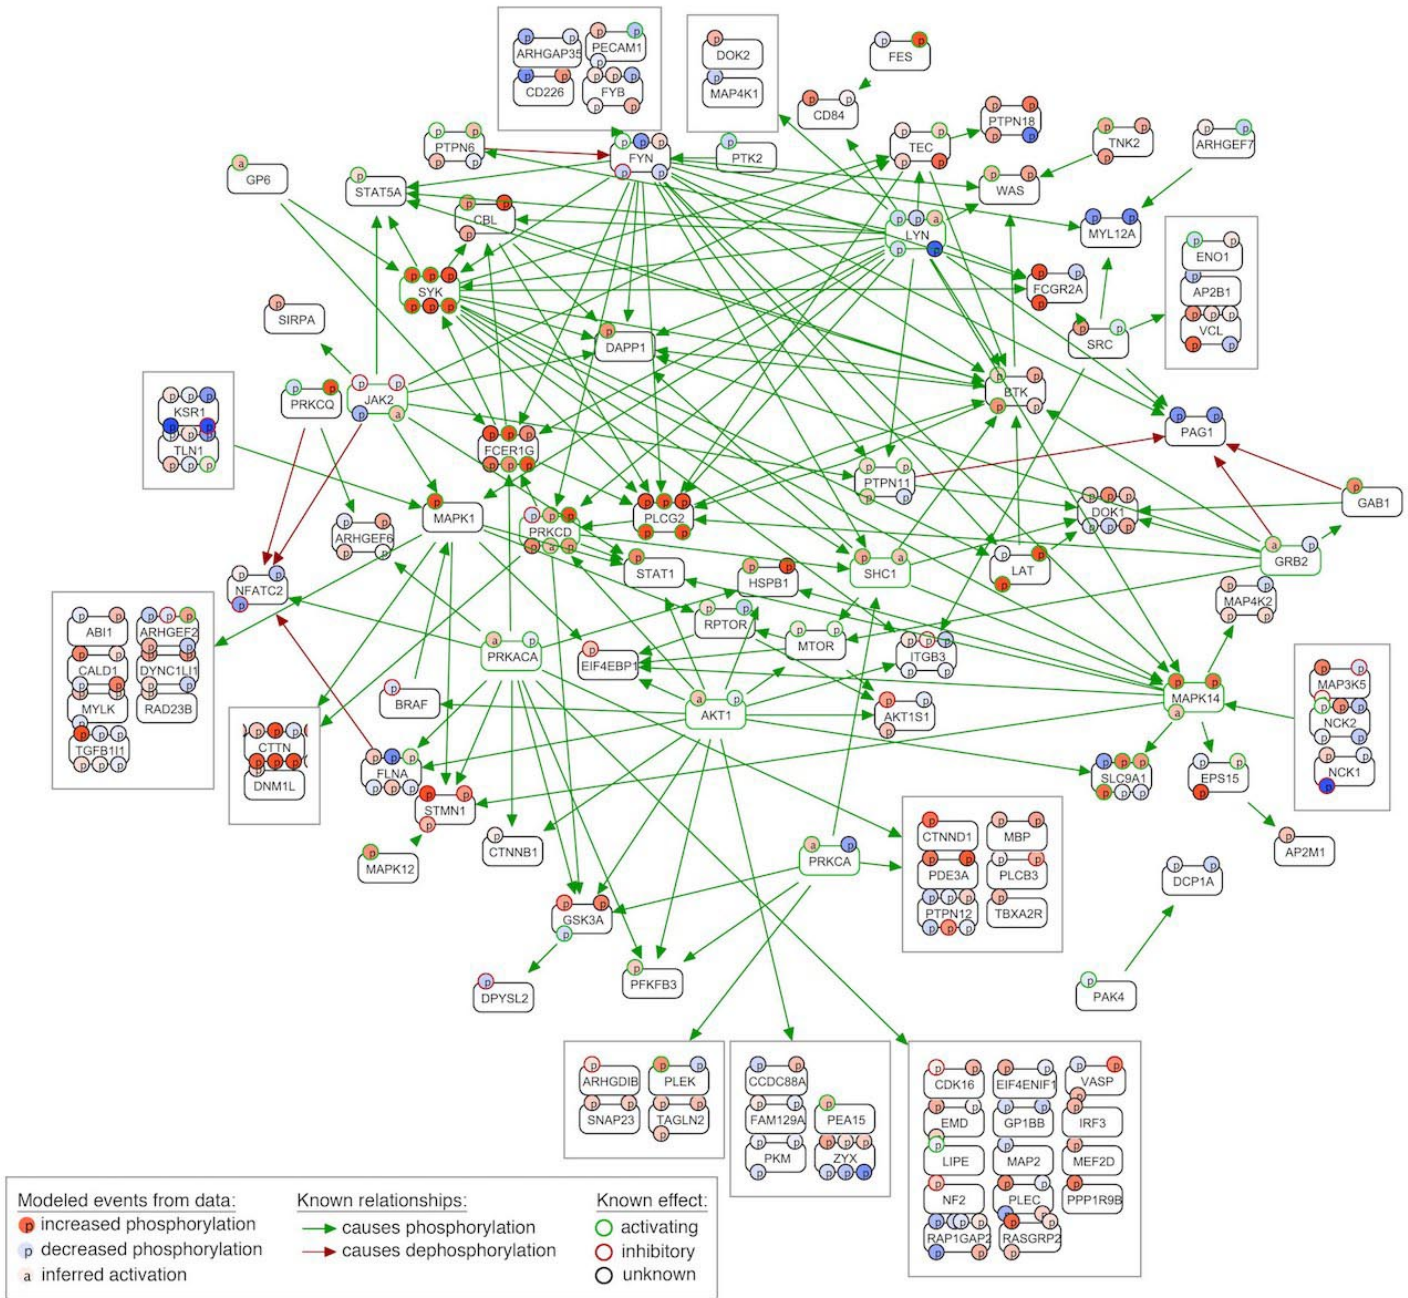 ARHGAP35
PECAM1
CD226
FYB
DOK2
MAP4K1
FES
CD84
PTPN18
TNK2
ARHGEF7
PTPN6
FYN
PTK2
TEC
WAS
GP6
STAT5A
CBL
LYN
MYL12A
ENO1
AP2B1
VCL
SYK
FCGR2A
SIRPA
DAPP1
SRC
KSR1
TLN1
PRKCQ
JAK2
BTK
PAG1
FCER1G
PTPN11
MAPK1
PLCG2
PRKCD
DOK1
GAB1
ARHGEF6
STAT1
HSPB1
SHC1
LAT
GRB2
NFATC2
MAP4K2
ABI1
ARHGEF2
CALD1
DYNC1LI1
MYLK
RAD23B
TGFB1I1
RPTOR
MTOR
ITGB3
PRKACA
EIF4EBP1
MAP3K5
NCK2
NCK1
BRAF
AKT1
AKT1S1
MAPK14
CTTN
DNM1L
FLNA
STMN1
SLC9A1
EPS15
MAPK12
CTNNB1
PRKCA
CTNND1
MBP
PDE3A
PLCB3
PTPN12
TBXA2R
AP2M1
DCP1A
GSK3A
DPYSL2
PFKFB3
PAK4
ARHGDIB
PLEK
SNAP23
TAGLN2
CCDC88A
FAM129A
PEA15
PKM
ZYX
CDK16
EIF4ENIF1
VASP
EMD
GP1BB
IRF3
LIPE
MAP2
MEF2D
NF2
PLEC
PPP1R9B
RAP1GAP2
RASGRP2
Modeled events from data:
p increased phosphorylation
p decreased phosphorylation
a inferred activation
Known relationships:
causes phosphorylation
causes dephosphorylation
Known effect:
activating
inhibitory
unknown